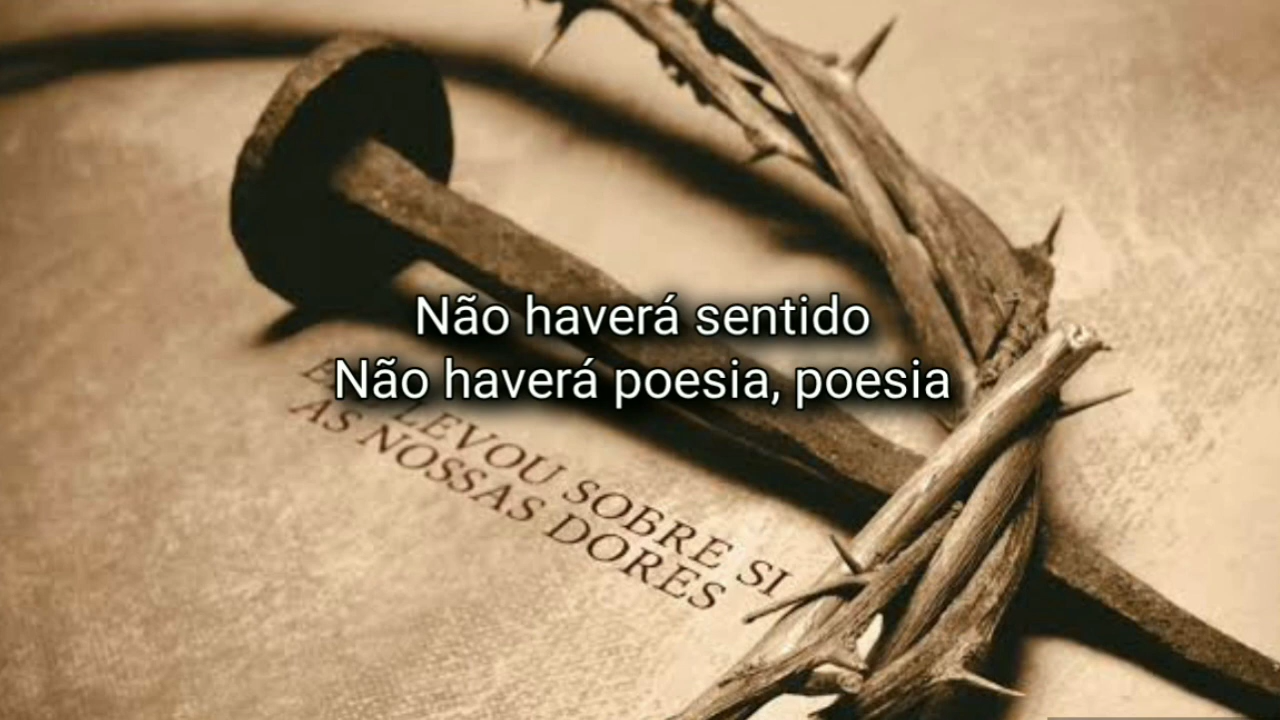 Não haverá sentido
Não haverá poesia, poesia
LEVOU SOBRE SI
AS NOSSAS DORES